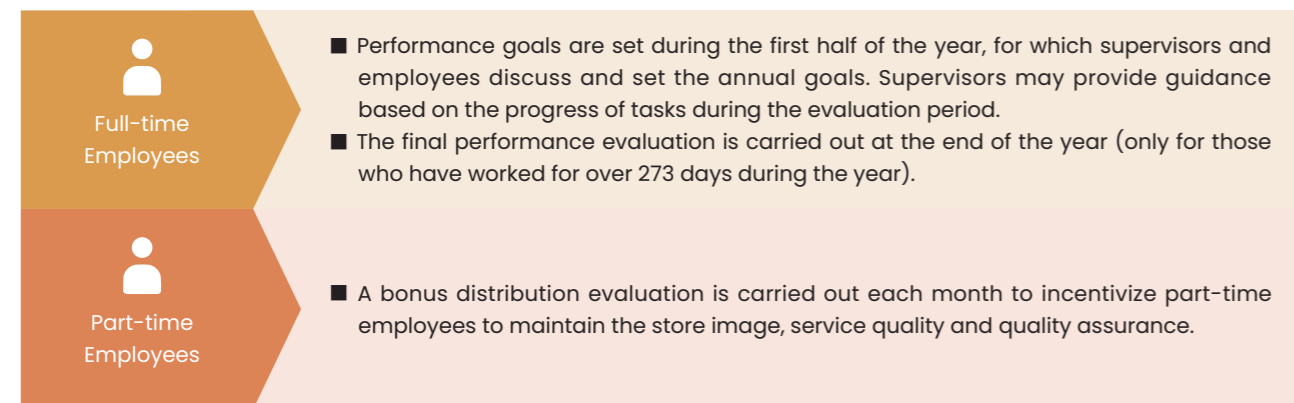 Full-time
Employees
■ Performance goals are set during the first half of the year, for which supervisors and
employees discuss and set the annual goals. Supervisors may provide guidance
based on the progress of tasks during the evaluation period.
■ The final performance evaluation is carried out at the end of the year (only for those
who have worked for over 273 days during the year).
Part-time
Employees
■ A bonus distribution evaluation is carried out each month to incentivize part-time
employees to maintain the store image, service quality and quality assurance.